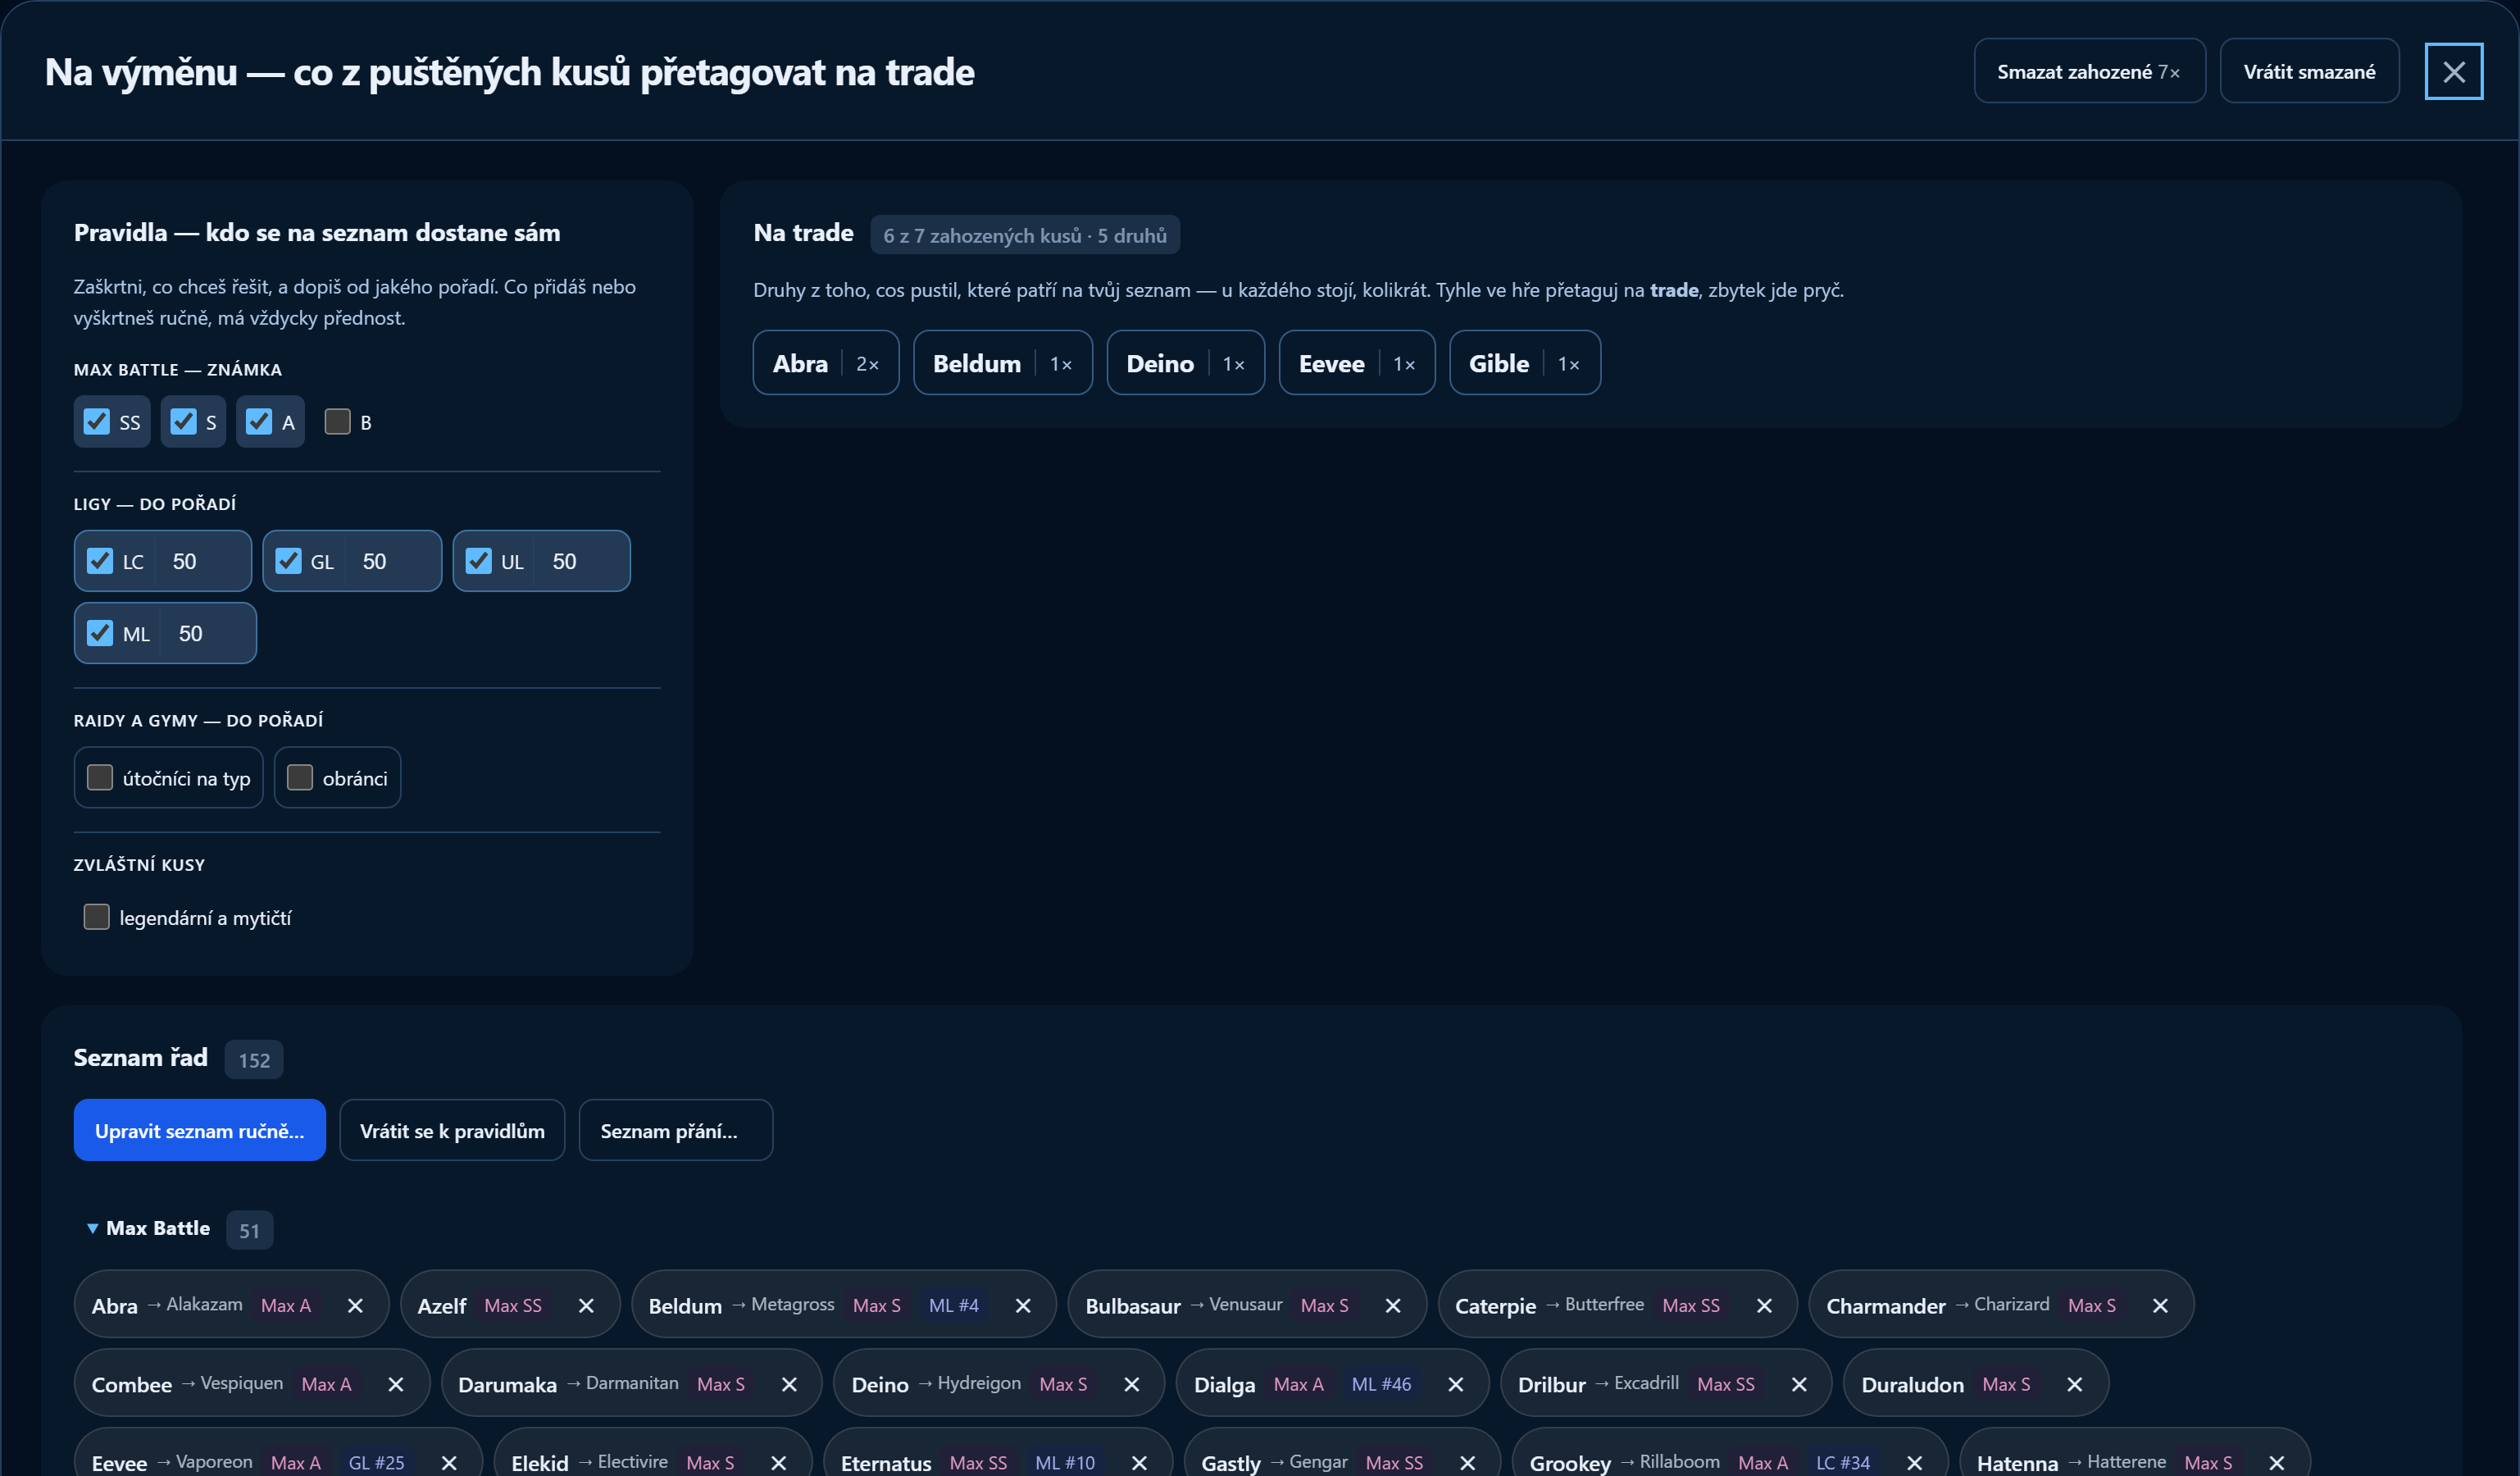 Na výměnu — co z puštěných kusů přetagovat na trade
Smazat zahozené 7×
Vrátit smazané
Pravidla — kdo se na seznam dostane sám
Zaškrtni, co chceš řešit, a dopiš od jakého pořadí. Co přidáš nebo
vyškrtneš ručně, má vždycky přednost.
MAX BATTLE — ZNÁMKA
SS S A B
LIGY — DO POŘADÍ
LC 50 GL 50 UL 50
ML 50
RAIDY A GYMY — DO POŘADÍ
útočníci na typ obránci
ZVLÁŠTNÍ KUSY
legendární a mytičtí
Na trade 6 z 7 zahozených kusů · 5 druhů
Druhy z toho, cos pustil, které patří na tvůj seznam — u každého stojí, kolikrát. Tyhle ve hře přetaguj na trade, zbytek jde pryč.
Abra 2× Beldum 1× Deino 1× Eevee 1× Gible 1×
Seznam řad 152
Upravit seznam ručně... Vrátit se k pravidlům Seznam přání...
▼ Max Battle 51
Abra → Alakazam Max A ✕ Azelf Max SS ✕ Beldum → Metagross Max S ML #4 ✕ Bulbasaur → Venusaur Max S ✕ Caterpie → Butterfree Max SS ✕ Charmander → Charizard Max S ✕
Combee → Vespiquen Max A ✕ Darumaka → Darmanitan Max S ✕ Deino → Hydreigon Max S ✕ Dialga Max A ML #46 ✕ Drilbur → Excadrill Max SS ✕ Duraludon Max S ✕
Eevee → Vaporeon Max A GL #25 ✕ Elekid → Electivire Max S ✕ Eternatus Max SS ML #10 ✕ Gastly → Gengar Max SS ✕ Grookey → Rillaboom Max A LC #34 ✕ Hatenna → Hatterene Max S ✕